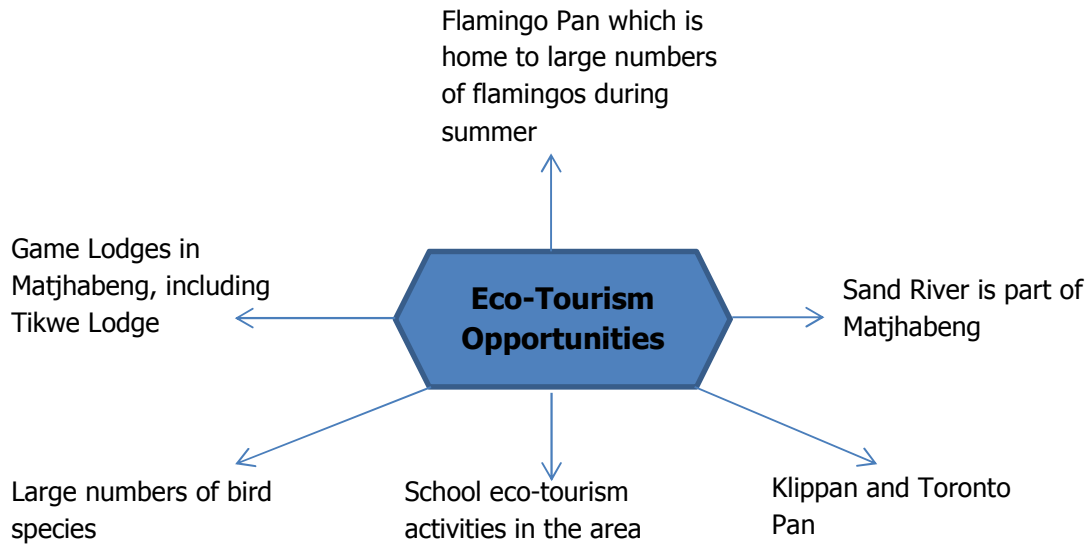 Flamingo Pan which is
home to large numbers
of flamingos during
summer
Game Lodges in
Matjhabeng, including
Tikwe Lodge
Eco-Tourism
Opportunities
Sand River is part of
Matjhabeng
Large numbers of bird
species
School eco-tourism
activities in the area
Klippan and Toronto
Pan